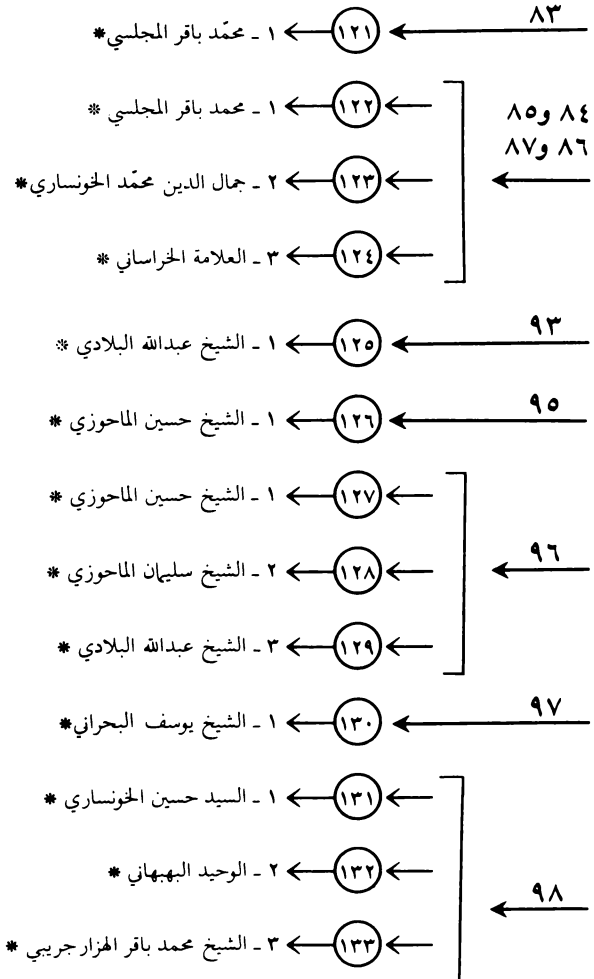 ٨٣ ١٢١ ١ ـ محمّد باقر المجلسي*
٨٤ و٨٥
٨٦ و٨٧
١٢٢ ١ ـ محمد باقر المجلسي *
١٢٣ ٢ ـ جمال الدين محمّد الخونساري*
١٢٤ ٣ ـ العلامة الخراساني *
٩٣ ١٢٥ ١ ـ الشيخ عبدالله البلادي *
٩٥ ١٢٦ ١ ـ الشيخ حسين الماحوزي *
٩٦
١٢٧ ١ ـ الشيخ حسين الماحوزي *
١٢٨ ٢ ـ الشيخ سليمان الماحوزي *
١٢٩ ٣ ـ الشيخ عبدالله البلادي *
٩٧ ١٣٠ ١ ـ الشيخ يوسف البحراني*
٩٨
١٣١ ١ ـ السيد حسين الخونساري *
١٣٢ ٢ ـ الوحيد البهبهاني *
١٣٣ ٣ ـ الشيخ محمد باقر الهزارجريبي *